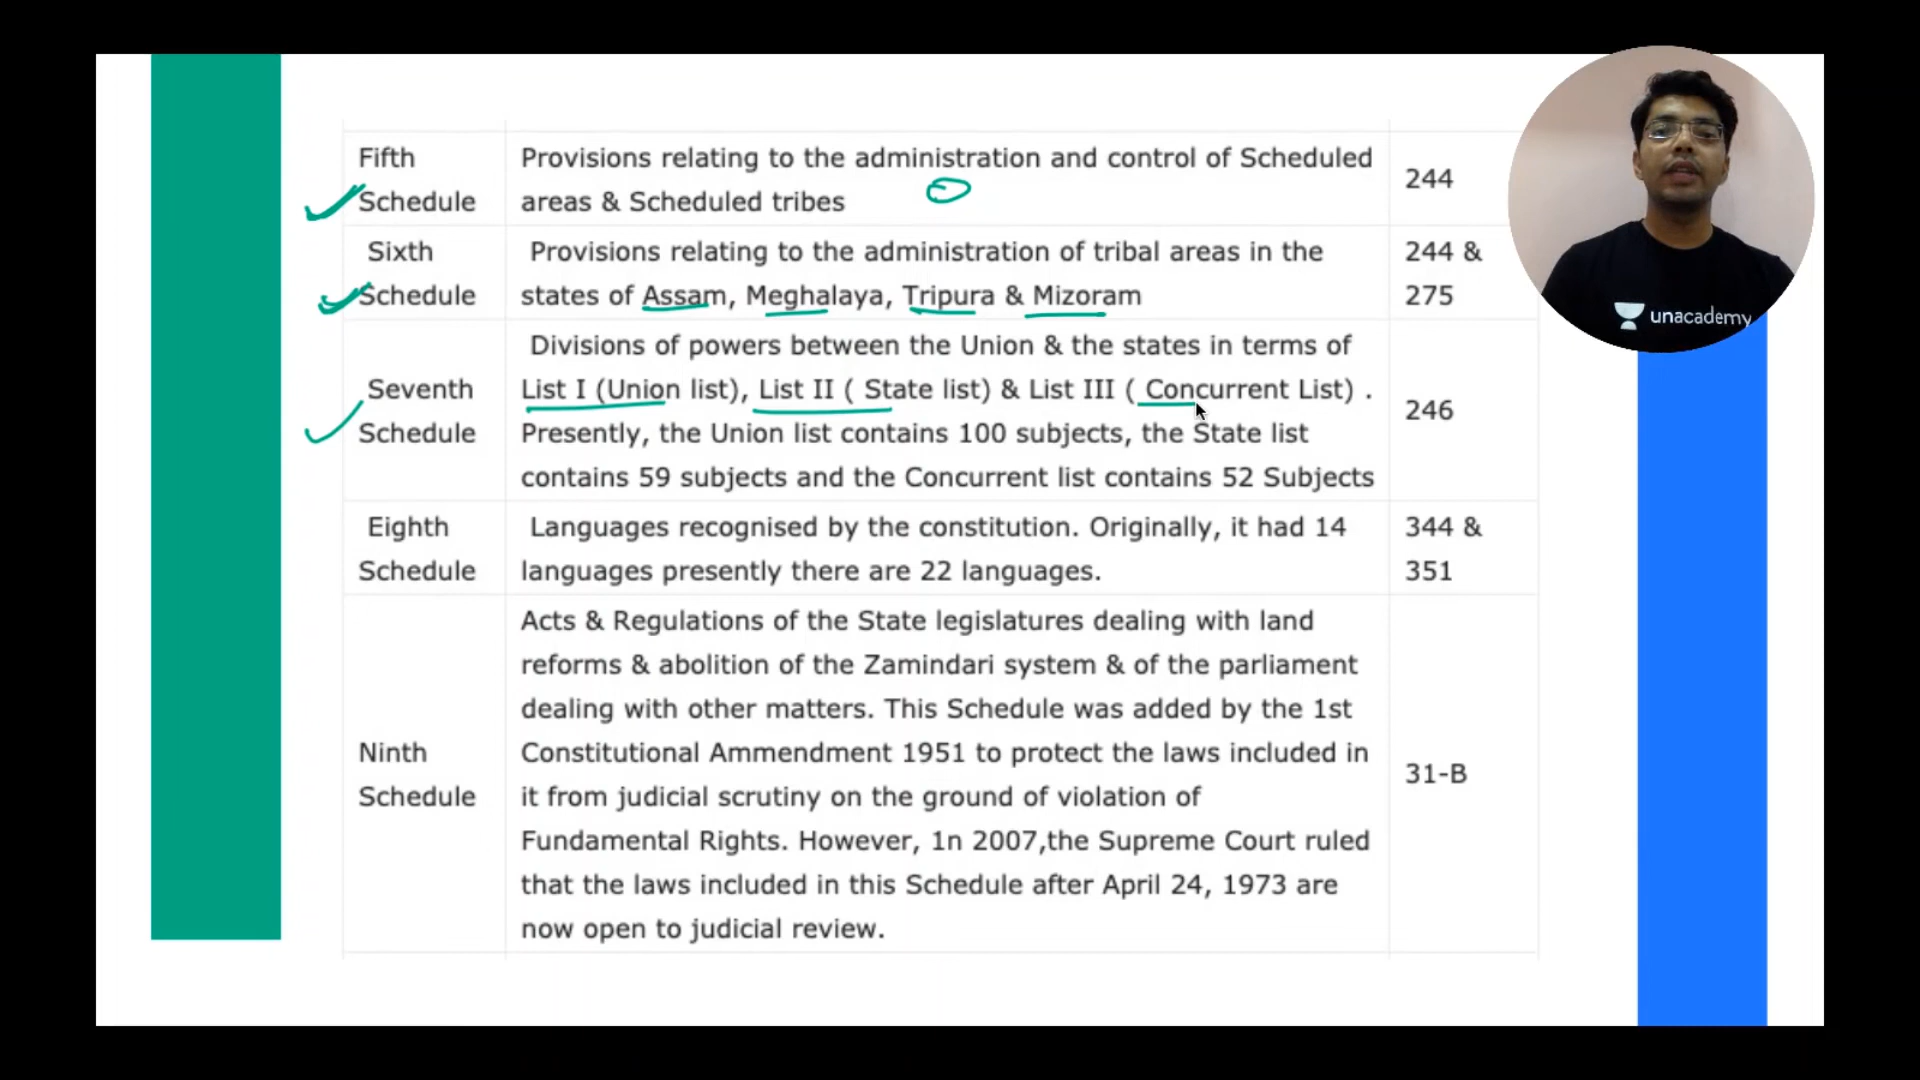 Fifth
Schedule
Provisions relating to the administration and control of Scheduled
areas & Scheduled tribes
244
Sixth
Schedule
Provisions relating to the administration of tribal areas in the
states of Assam, Meghalaya, Tripura & Mizoram
244 &
275
Seventh
Schedule
Divisions of powers between the Union & the states in terms of
List I (Union list), List II ( State list) & List III ( Concurrent List) .
Presently, the Union list contains 100 subjects, the State list
contains 59 subjects and the Concurrent list contains 52 Subjects
246
Eighth
Schedule
Languages recognised by the constitution. Originally, it had 14
languages presently there are 22 languages.
344 &
351
Ninth
Schedule
Acts & Regulations of the State legislatures dealing with land
reforms & abolition of the Zamindari system & of the parliament
dealing with other matters. This Schedule was added by the 1st
Constitutional Ammendment 1951 to protect the laws included in
it from judicial scrutiny on the ground of violation of
Fundamental Rights. However, 1n 2007,the Supreme Court ruled
that the laws included in this Schedule after April 24, 1973 are
now open to judicial review.
31-B
unacademy